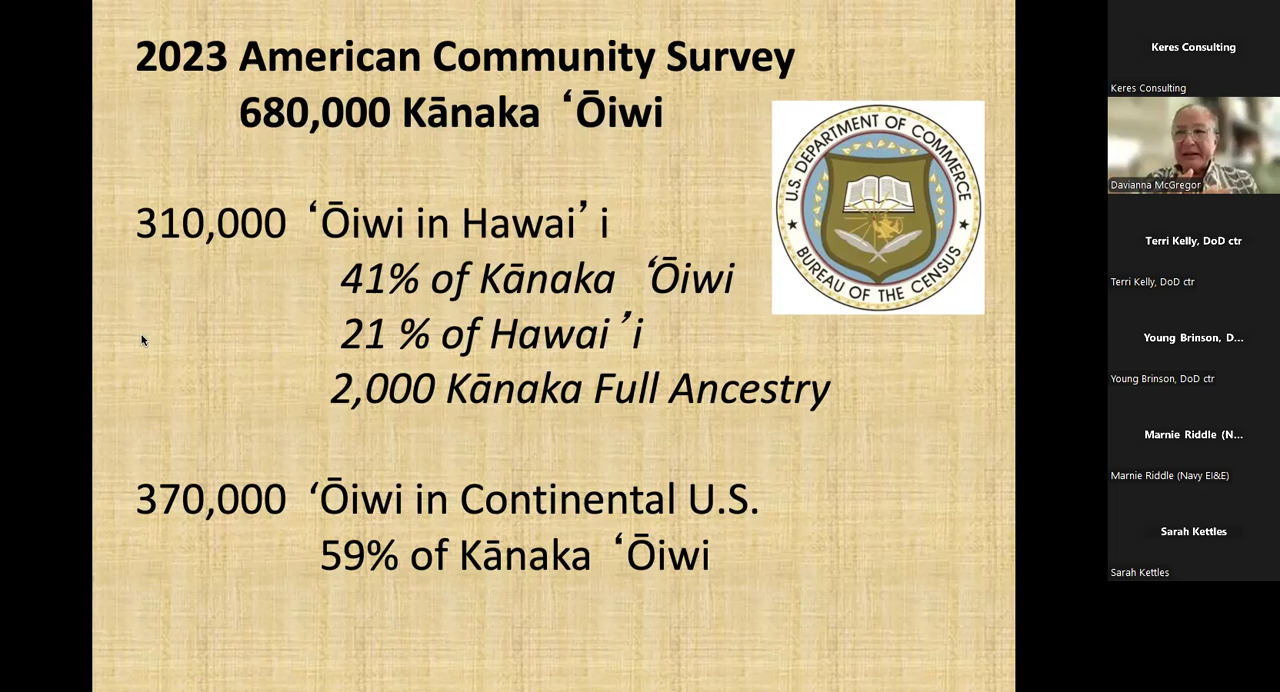 2023 American Community Survey
680,000 Kānaka ʻŌiwi
310,000 ʻŌiwi in Hawai’ i
41% of Kānaka ʻŌiwi
21 % of Hawai ’i
2,000 Kānaka Full Ancestry
370,000 ʻŌiwi in Continental U.S.
59% of Kānaka ʻŌiwi
U.S. DEPARTMENT OF COMMERCE
BUREAU OF THE CENSUS
Keres Consulting
Keres Consulting
Davianna McGregor
Terri Kelly, DoD ctr
Terri Kelly, DoD ctr
Young Brinson, D...
Young Brinson, DoD ctr
Marnie Riddle (N...
Marnie Riddle (Navy EI&E)
Sarah Kettles
Sarah Kettles